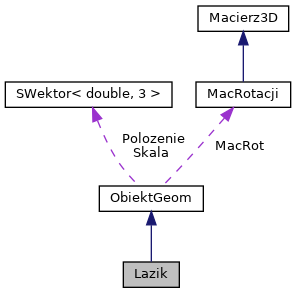 Macierz3D
SWektor< double, 3 >
MacRotacji
Polozenie
Skala
MacRot
ObiektGeom
Lazik